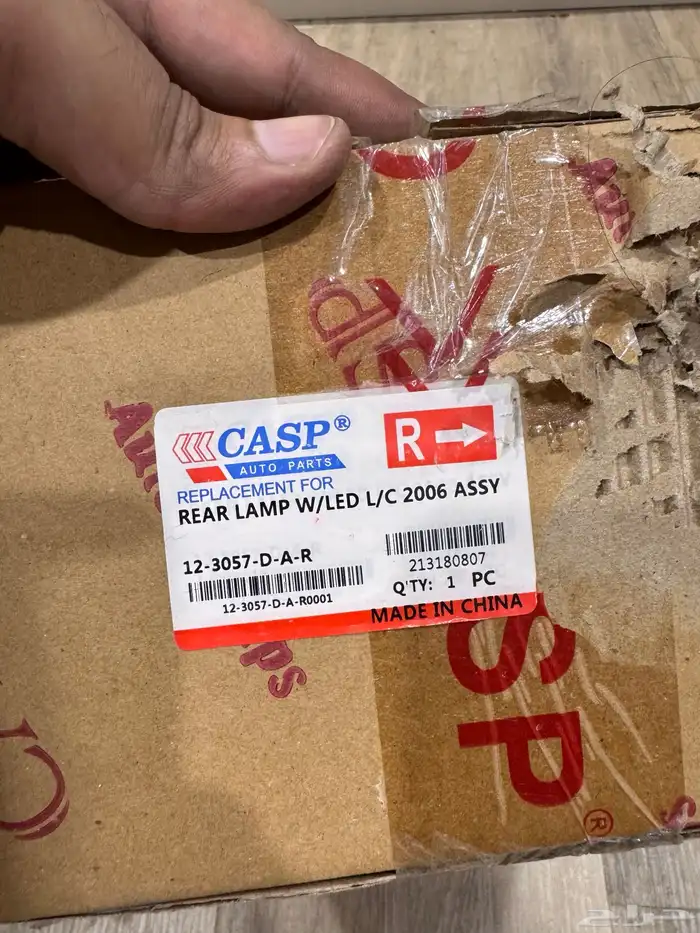 CASP®
R
AUTO PARTS
REPLACEMENT FOR
REAR LAMP W/LED L/C 2006 ASSY
12-3057-D-A-R
12-3057-D-A-R0001
213180807
Q'TY: 1 PC
MADE IN CHINA
SP®
حراج